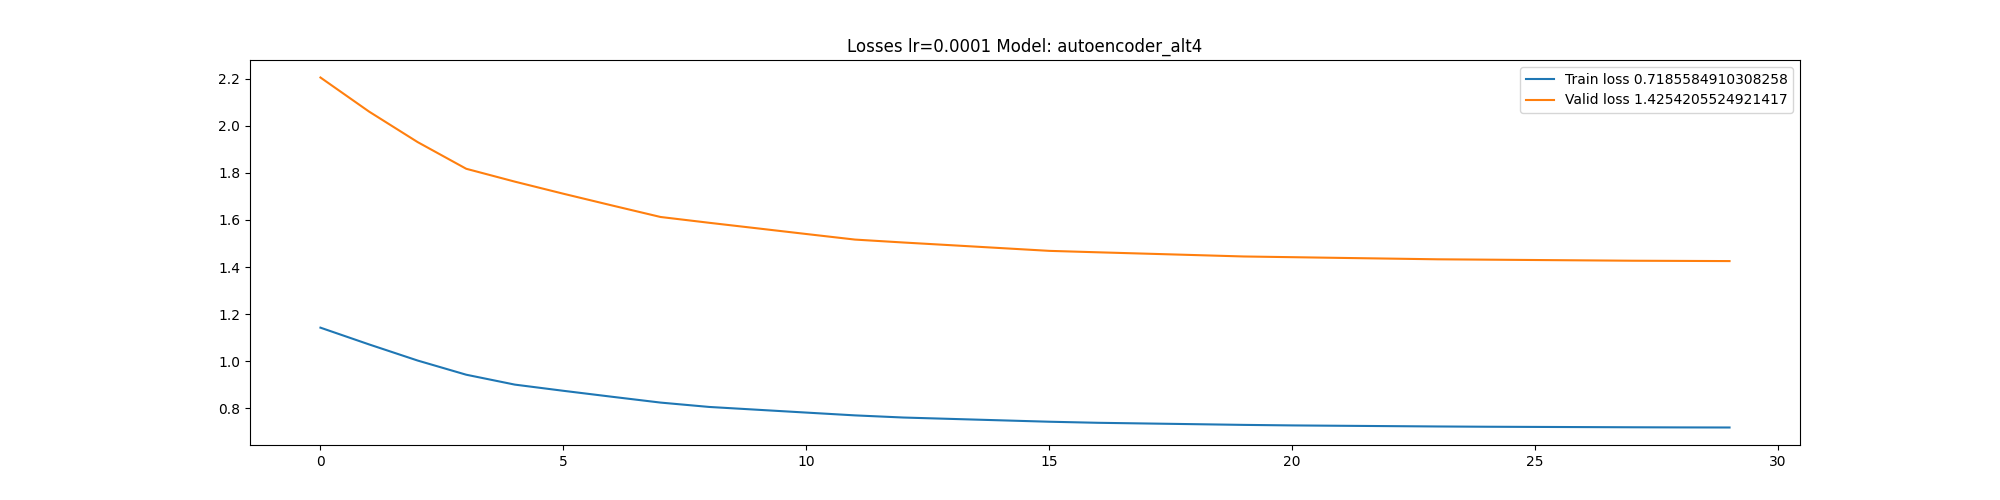 Losses lr=0.0001 Model: autoencoder_alt4
Train loss 0.7185584910308258
Valid loss 1.4254205524921417
2.2
2.0
1.8
1.6
1.4
1.2
1.0
0.8
0 5 10 15 20 25 30